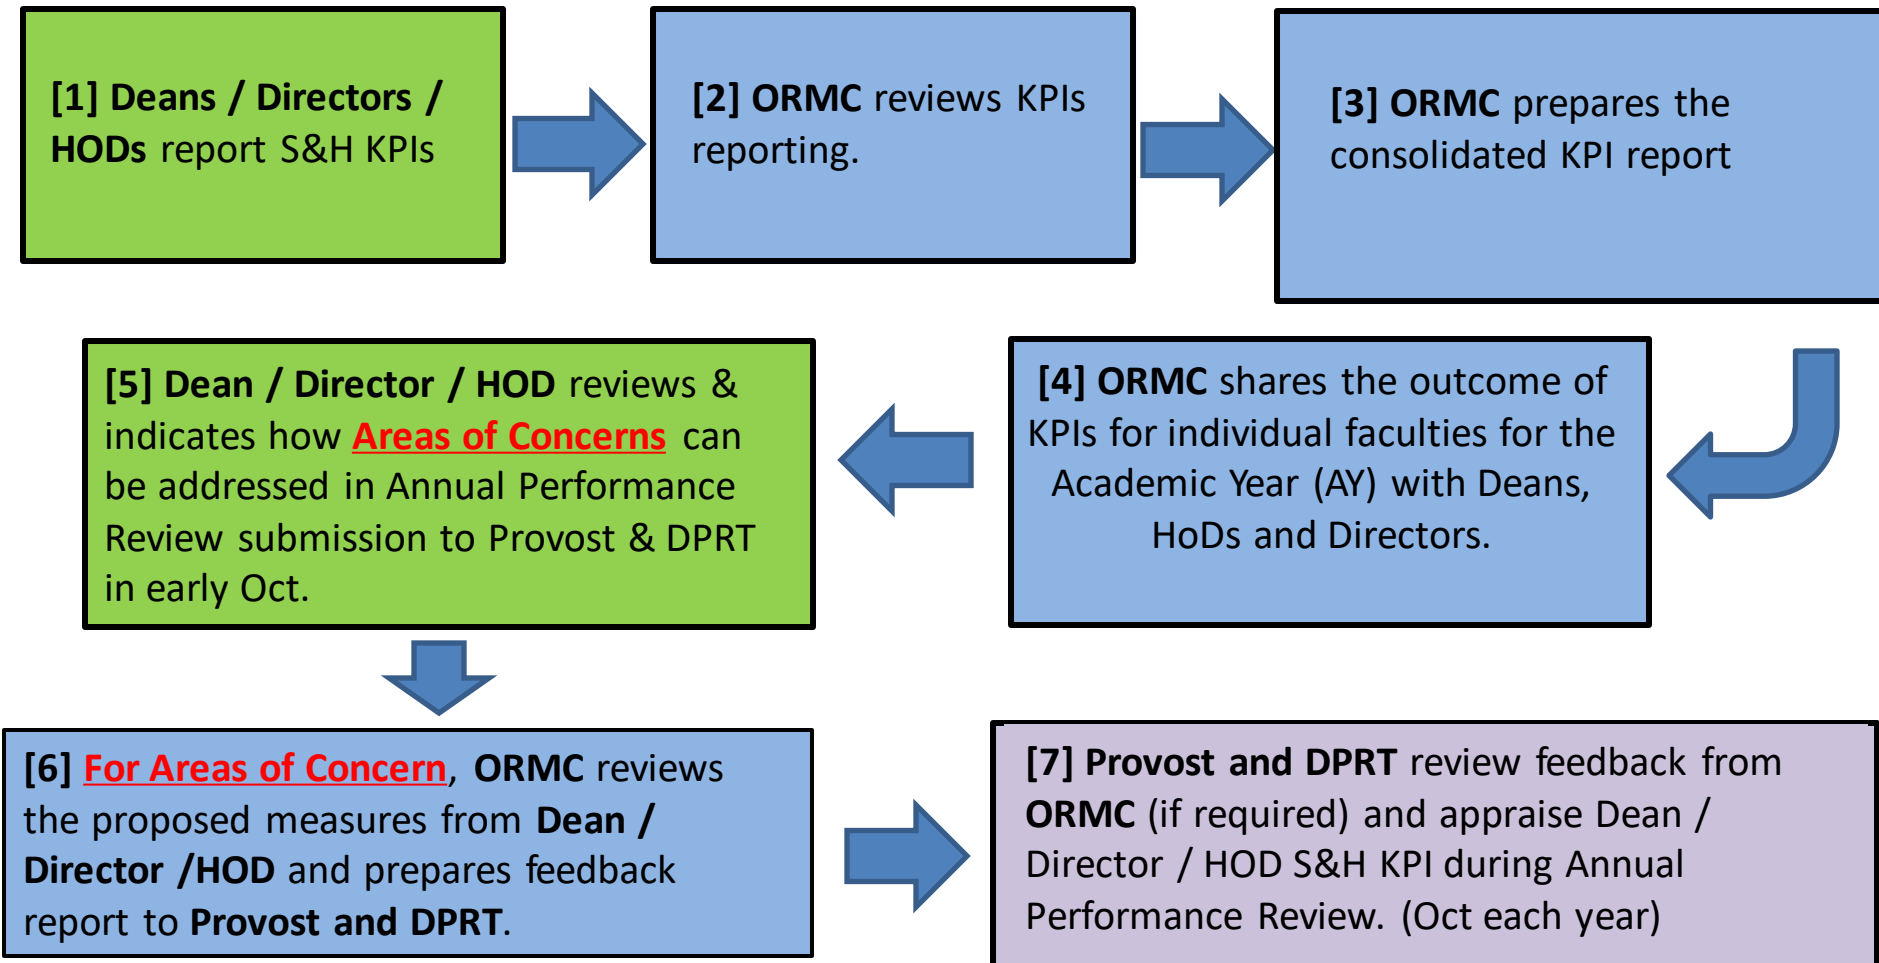 [1] Deans / Directors /
HODs report S&H KPIs
[2] ORMC reviews KPIs
reporting.
[3] ORMC prepares the
consolidated KPI report
[4] ORMC shares the outcome of
KPIs for individual faculties for the
Academic Year (AY) with Deans,
HoDs and Directors.
[5] Dean / Director / HOD reviews &
indicates how Areas of Concerns can
be addressed in Annual Performance
Review submission to Provost & DPRT
in early Oct.
[6] For Areas of Concern, ORMC reviews
the proposed measures from Dean /
Director /HOD and prepares feedback
report to Provost and DPRT.
[7] Provost and DPRT review feedback from
ORMC (if required) and appraise Dean /
Director / HOD S&H KPI during Annual
Performance Review. (Oct each year)